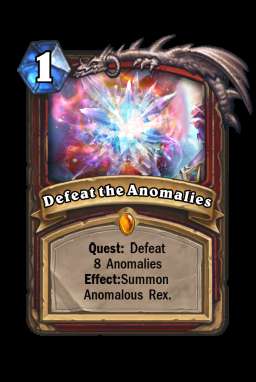 1
Defeat the Anomalies
Quest: Defeat
8 Anomalies
Effect:Summon
Anomalous Rex.